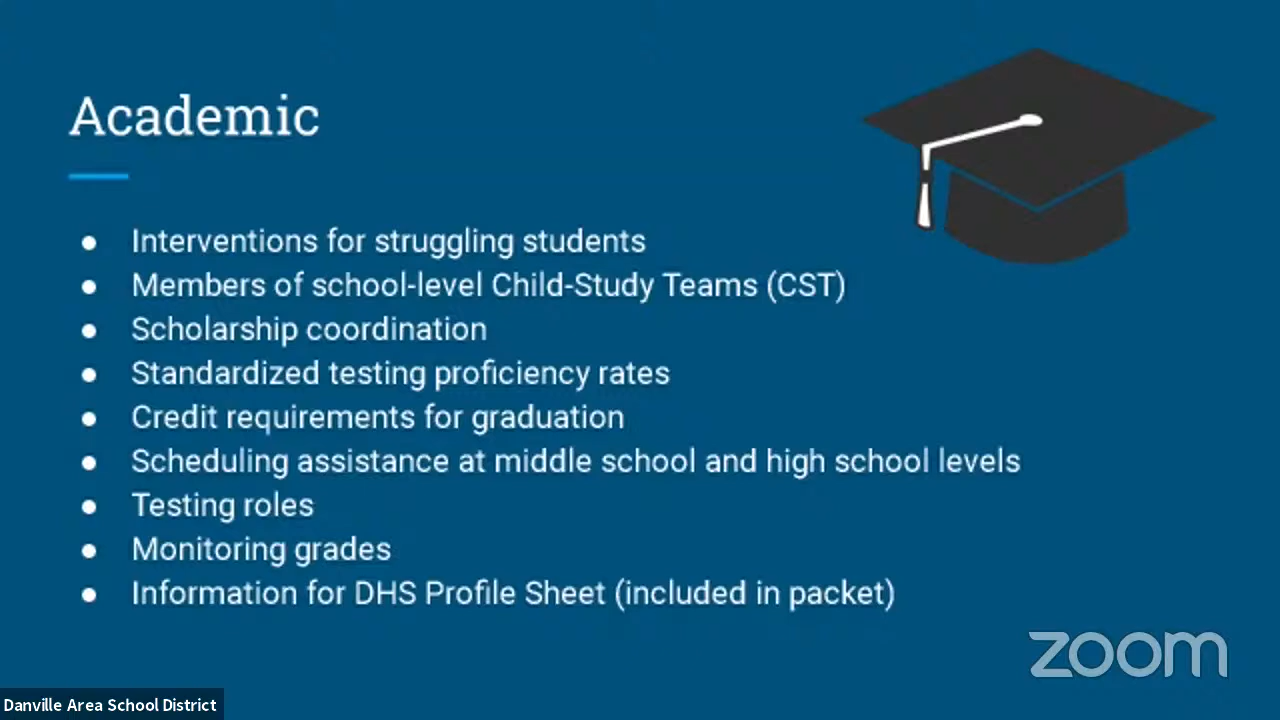 Academic
● Interventions for struggling students
● Members of school-level Child-Study Teams (CST)
● Scholarship coordination
● Standardized testing proficiency rates
● Credit requirements for graduation
● Scheduling assistance at middle school and high school levels
● Testing roles
● Monitoring grades
● Information for DHS Profile Sheet (included in packet)
zoom
Danville Area School District